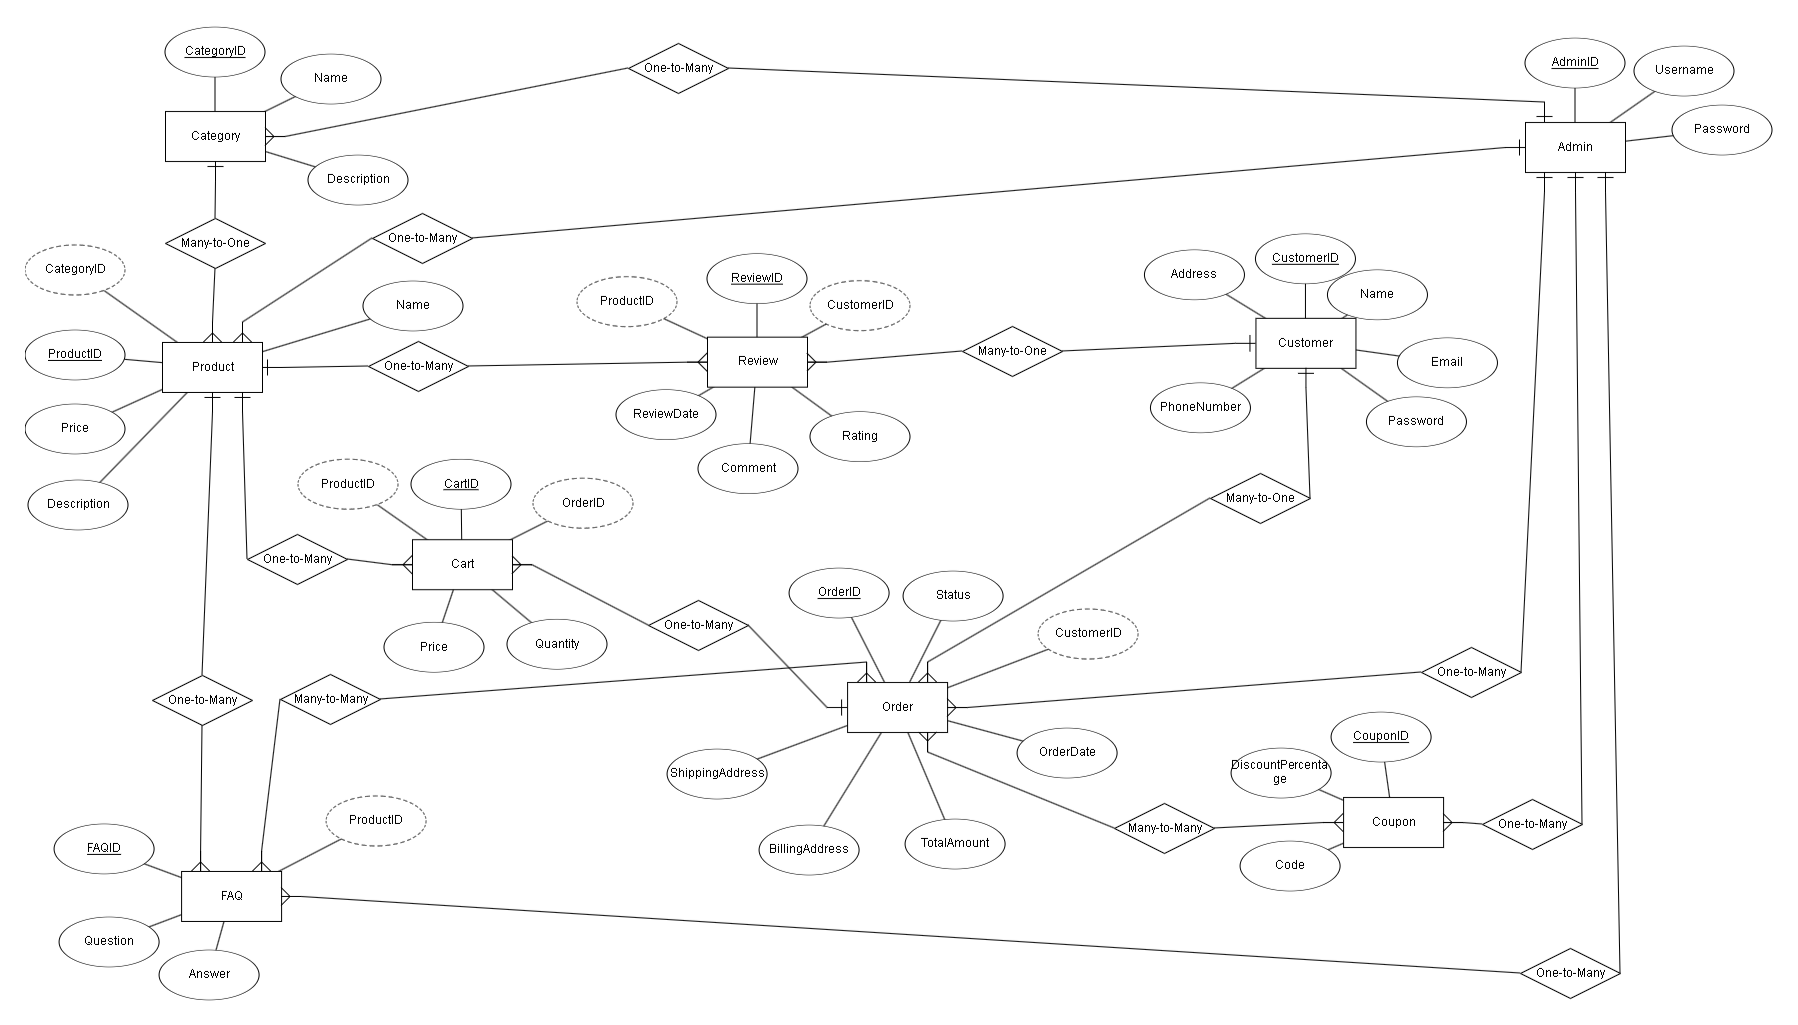 CategoryID
Name
One-to-Many
AdminID
Username
Password
Category
Admin
Description
Many-to-One
One-to-Many
CategoryID
Name
ProductID
Product
Price
Description
One-to-Many
ProductID
ReviewID
CustomerID
Review
ReviewDate
Comment
Rating
Many-to-One
Address
CustomerID
Name
Customer
Email
PhoneNumber
Password
Many-to-One
ProductID
CartID
OrderID
One-to-Many
Cart
Price
Quantity
One-to-Many
OrderID
Status
CustomerID
One-to-Many
One-to-Many
Many-to-Many
Order
ShippingAddress
OrderDate
BillingAddress
TotalAmount
CouponID
DiscountPercenta
ge
Many-to-Many
Coupon
One-to-Many
Code
ProductID
FAQID
FAQ
Question
Answer
One-to-Many